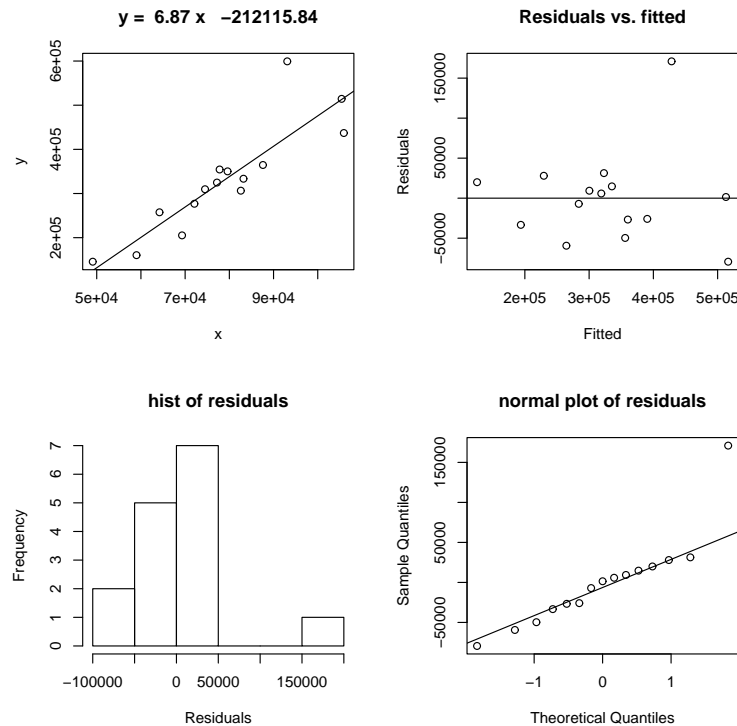 y = 6.87 x −212115.84
6e+05
4e+05
2e+05
y
5e+04 7e+04 9e+04
x
Residuals vs. fitted
150000
50000
−50000
Residuals
2e+05 3e+05 4e+05 5e+05
Fitted
hist of residuals
7
6
5
4
3
2
1
0
Frequency
−100000 0 50000 150000
Residuals
normal plot of residuals
150000
50000
−50000
Sample Quantiles
−1 0 1
Theoretical Quantiles